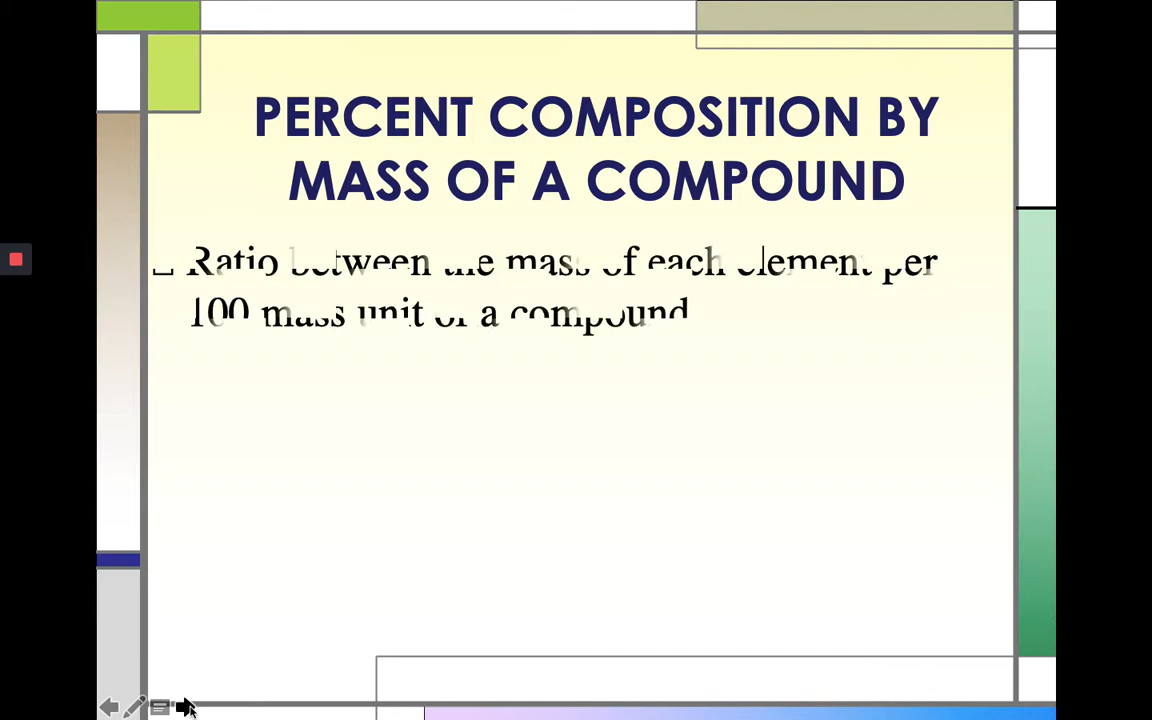 PERCENT COMPOSITION BY
MASS OF A COMPOUND
Ratio between the mass of each element per
100 mass unit of a compound